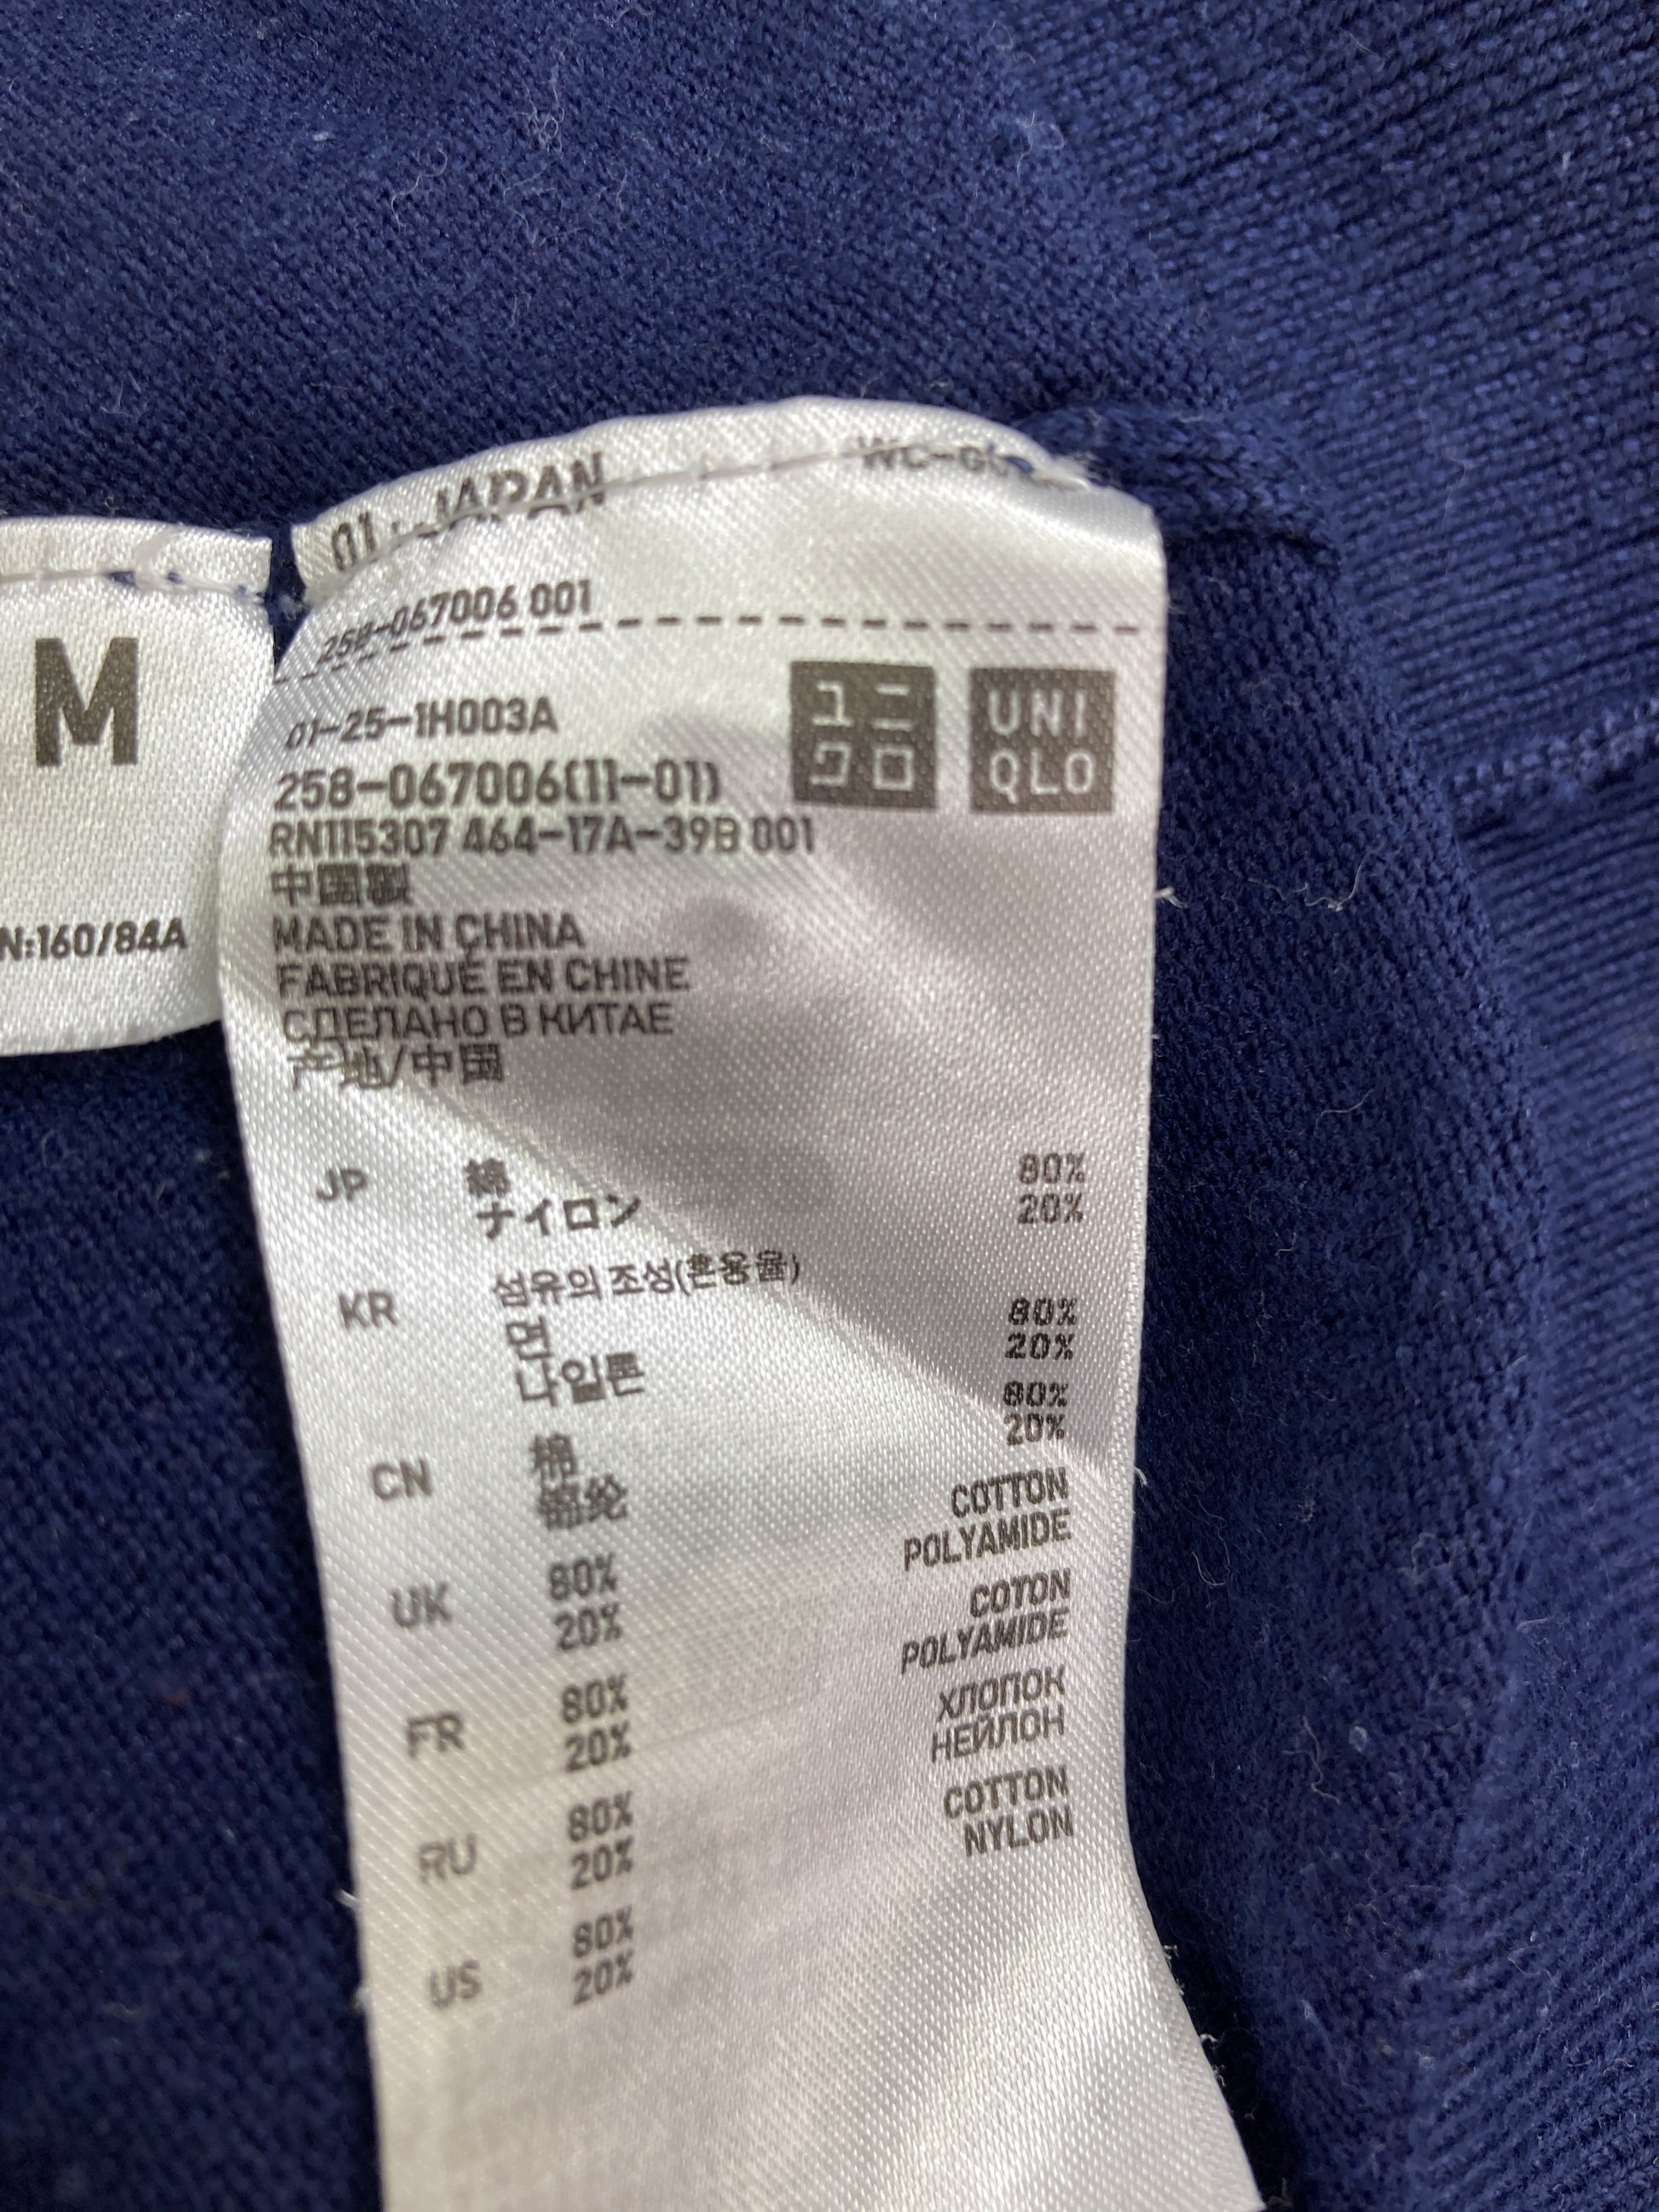 01 . JAPAN
258-067006 001
ユニ
クロ
UNI
QLO
01-25-1H003A
258-067006(11-01)
RN115307 464-17A-39B 001
中国製
MADE IN CHINA
FABRIQUÉ EN CHINE
СДЕЛАНО В КИТАЕ
产地/中国
M
N:160/84A
JP 綿 80%
ナイロン 20%
KR 섬유의 조성(혼용율)
면 80%
나일론 20%
CN 棉 80%
锦纶 20%
UK 80% COTTON
20% POLYAMIDE
FR 80% COTON
20% POLYAMIDE
RU 80% ХЛОПОК
20% НЕЙЛОН
US 80% COTTON
20% NYLON